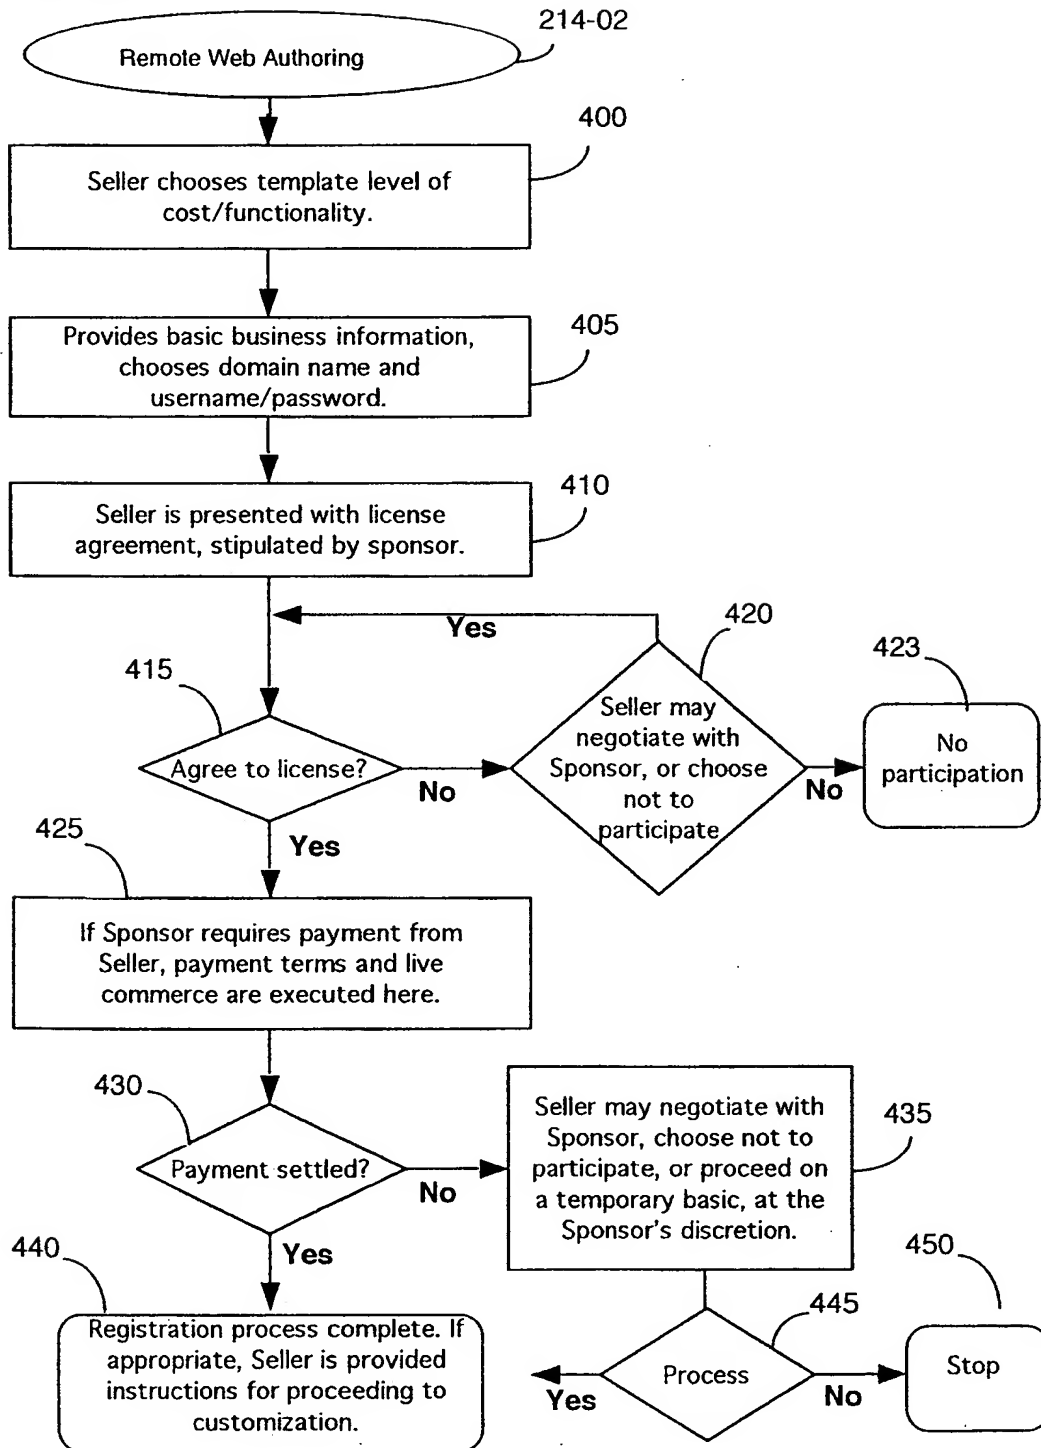 214-02
Remote Web Authoring
400
Seller chooses template level of
cost/functionality.
405
Provides basic business information,
chooses domain name and
username/password.
410
Seller is presented with license
agreement, stipulated by sponsor.
Yes
420
415
423
Agree to license?
No
Seller may
negotiate with
Sponsor, or choose
not to
participate
No
No
participation
425
Yes
If Sponsor requires payment from
Seller, payment terms and live
commerce are executed here.
430
Payment settled?
No
Seller may negotiate with
Sponsor, choose not to
participate, or proceed on
a temporary basic, at the
Sponsor's discretion.
435
440
Yes
Registration process complete. If
appropriate, Seller is provided
instructions for proceeding to
customization.
445
Process
Yes
No
450
Stop